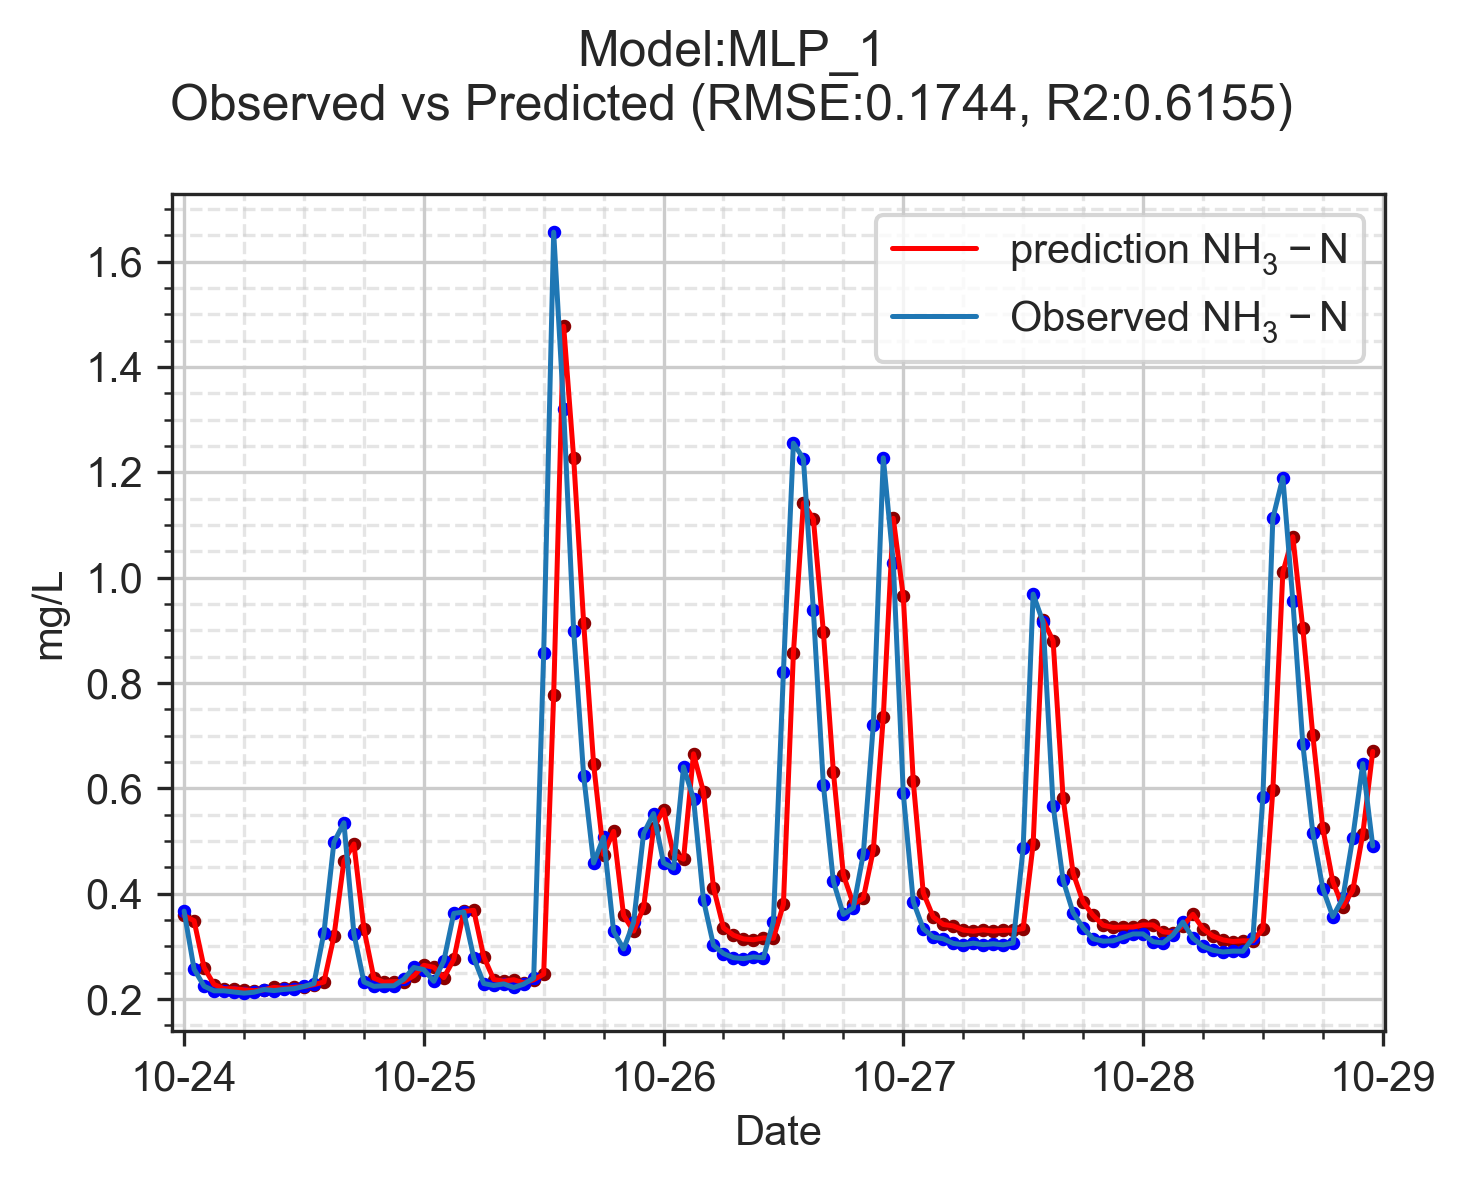 Model:MLP_1
Observed vs Predicted (RMSE:0.1744, R2:0.6155)
prediction NH₃ − N
Observed NH₃ − N
1.6
1.4
1.2
1.0
0.8
0.6
0.4
0.2
mg/L
10-24 10-25 10-26 10-27 10-28 10-29
Date